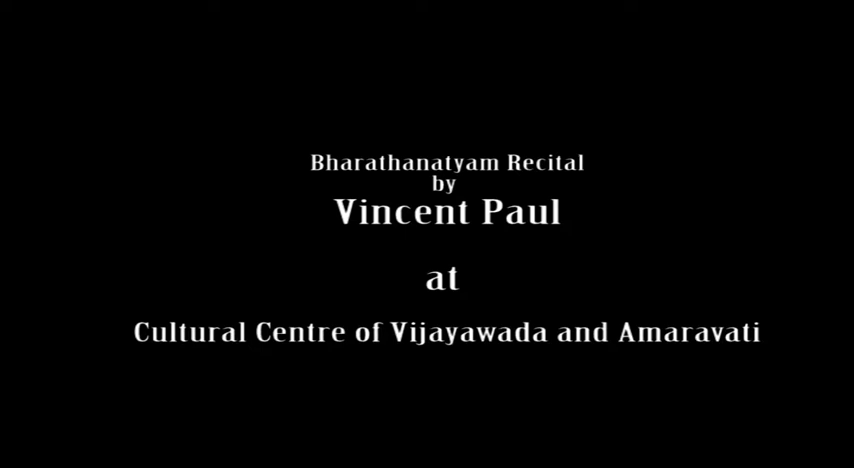 Bharathanatyam Recital
by
Vincent Paul
at
Cultural Centre of Vijayawada and Amaravati